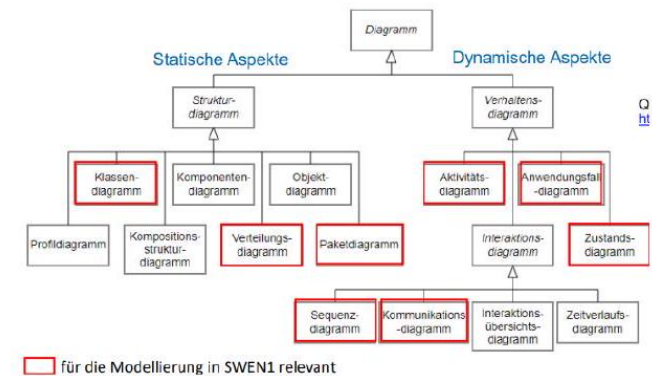 Diagramm
Statische Aspekte
Dynamische Aspekte
Struktur-
diagramm
Verhaltens-
diagramm
Q
ht
Klassen-
diagramm
Komponenten-
diagramm
Objekt-
diagramm
Aktivitäts-
diagramm
Anwendungsfall
-diagramm
Profildiagramm
Kompositions-
struktur-
diagramm
Verteilungs-
diagramm
Paketdiagramm
Interaktions-
diagramm
Zustands-
diagramm
Sequenz-
diagramm
Kommunikations
-diagramm
Interaktions-
übersichts-
diagramm
Zeitverlaufs-
diagramm
für die Modellierung in SWEN1 relevant